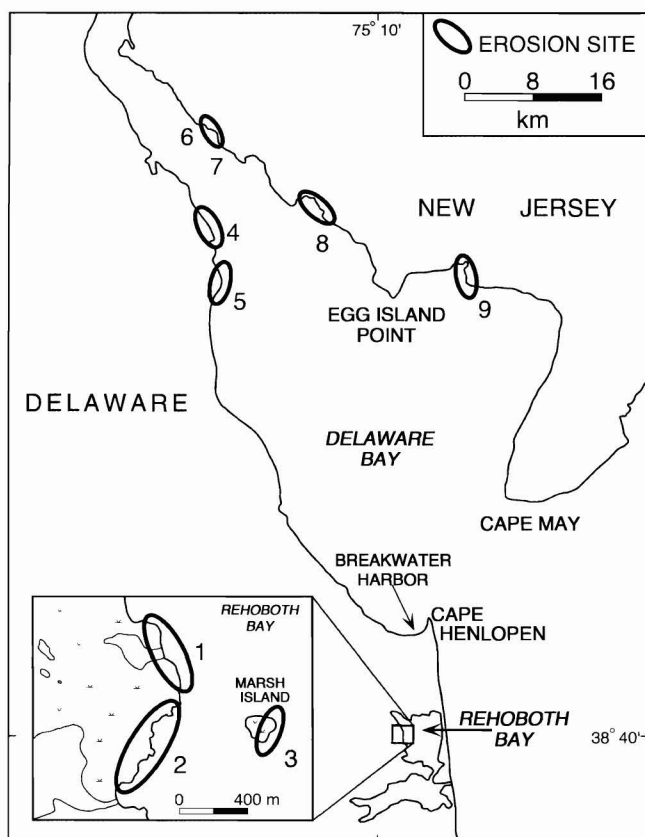 75° 10'
EROSION SITE
0 8 16
km
6
7
4
5
8
9
NEW JERSEY
EGG ISLAND
POINT
DELAWARE
DELAWARE
BAY
CAPE MAY
BREAKWATER
HARBOR
CAPE
HENLOPEN
REHOBOTH
BAY
38° 40'
REHOBOTH
BAY
1
MARSH
ISLAND
2
3
0 400 m